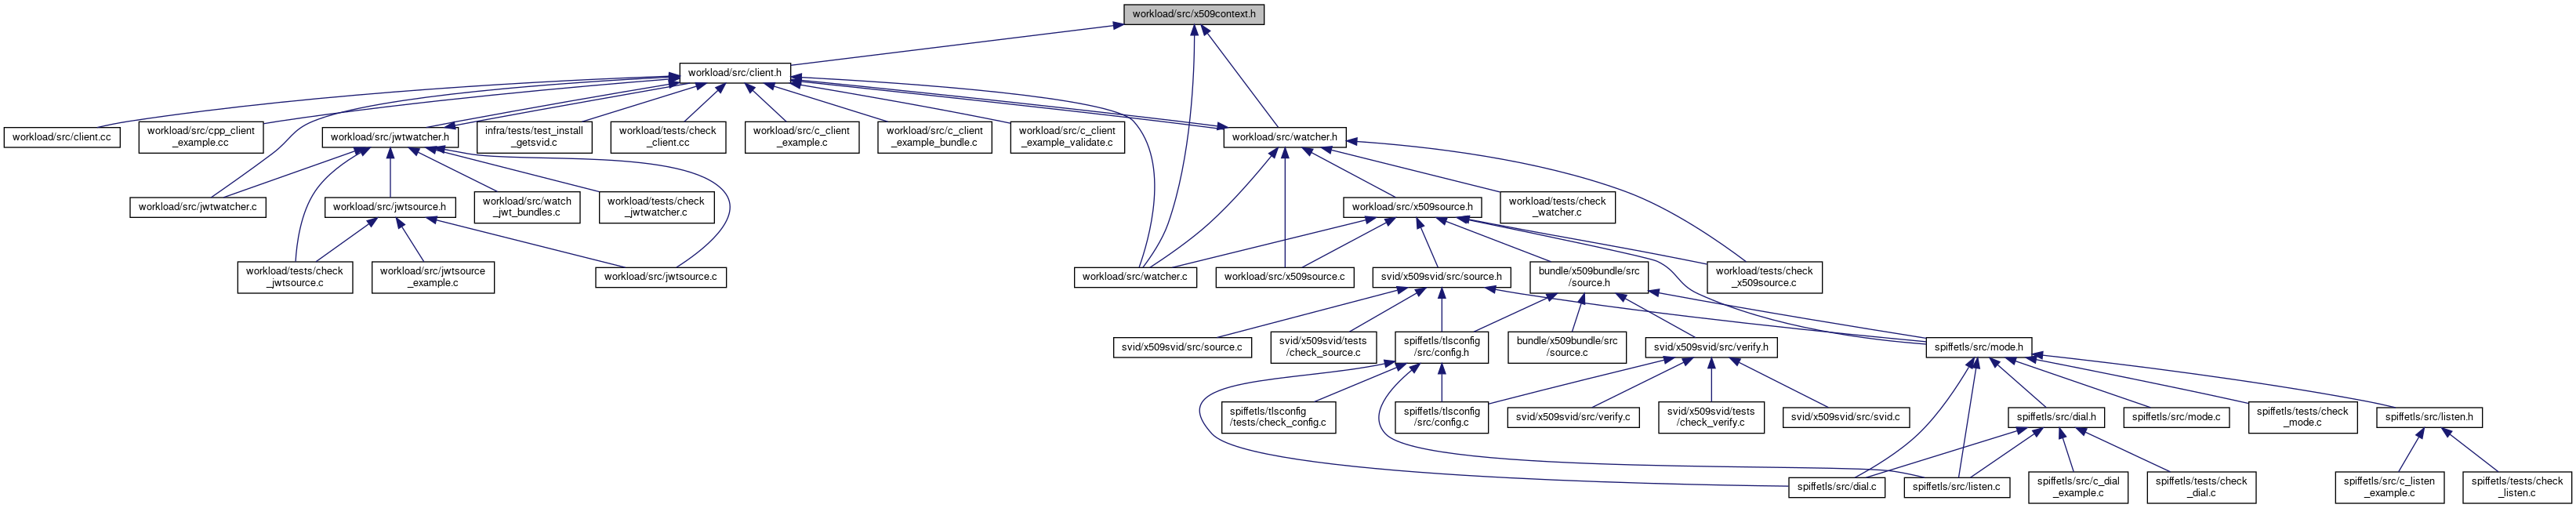 workload/src/x509context.h
workload/src/client.h
workload/src/client.cc
workload/src/cpp_client
_example.cc
workload/src/jwtwatcher.h
infra/tests/test_install
_getsvid.c
workload/tests/check
_client.cc
workload/src/c_client
_example.c
workload/src/c_client
_example_bundle.c
workload/src/c_client
_example_validate.c
workload/src/watcher.h
workload/src/jwtwatcher.c
workload/src/jwtsource.h
workload/src/watch
_jwt_bundles.c
workload/tests/check
_jwtwatcher.c
workload/src/x509source.h
workload/tests/check
_watcher.c
workload/tests/check
_jwtsource.c
workload/src/jwtsource
_example.c
workload/src/jwtsource.c
workload/src/watcher.c
workload/src/x509source.c
svid/x509svid/src/source.h
bundle/x509bundle/src
/source.h
workload/tests/check
_x509source.c
svid/x509svid/src/source.c
svid/x509svid/tests
/check_source.c
spiffetls/tlsconfig
/src/config.h
bundle/x509bundle/src
/source.c
svid/x509svid/src/verify.h
spiffetls/src/mode.h
spiffetls/tlsconfig
/tests/check_config.c
spiffetls/tlsconfig
/src/config.c
svid/x509svid/src/verify.c
svid/x509svid/tests
/check_verify.c
svid/x509svid/src/svid.c
spiffetls/src/dial.h
spiffetls/src/mode.c
spiffetls/tests/check
_mode.c
spiffetls/src/listen.h
spiffetls/src/dial.c
spiffetls/src/listen.c
spiffetls/src/c_dial
_example.c
spiffetls/tests/check
_dial.c
spiffetls/src/c_listen
_example.c
spiffetls/tests/check
_listen.c